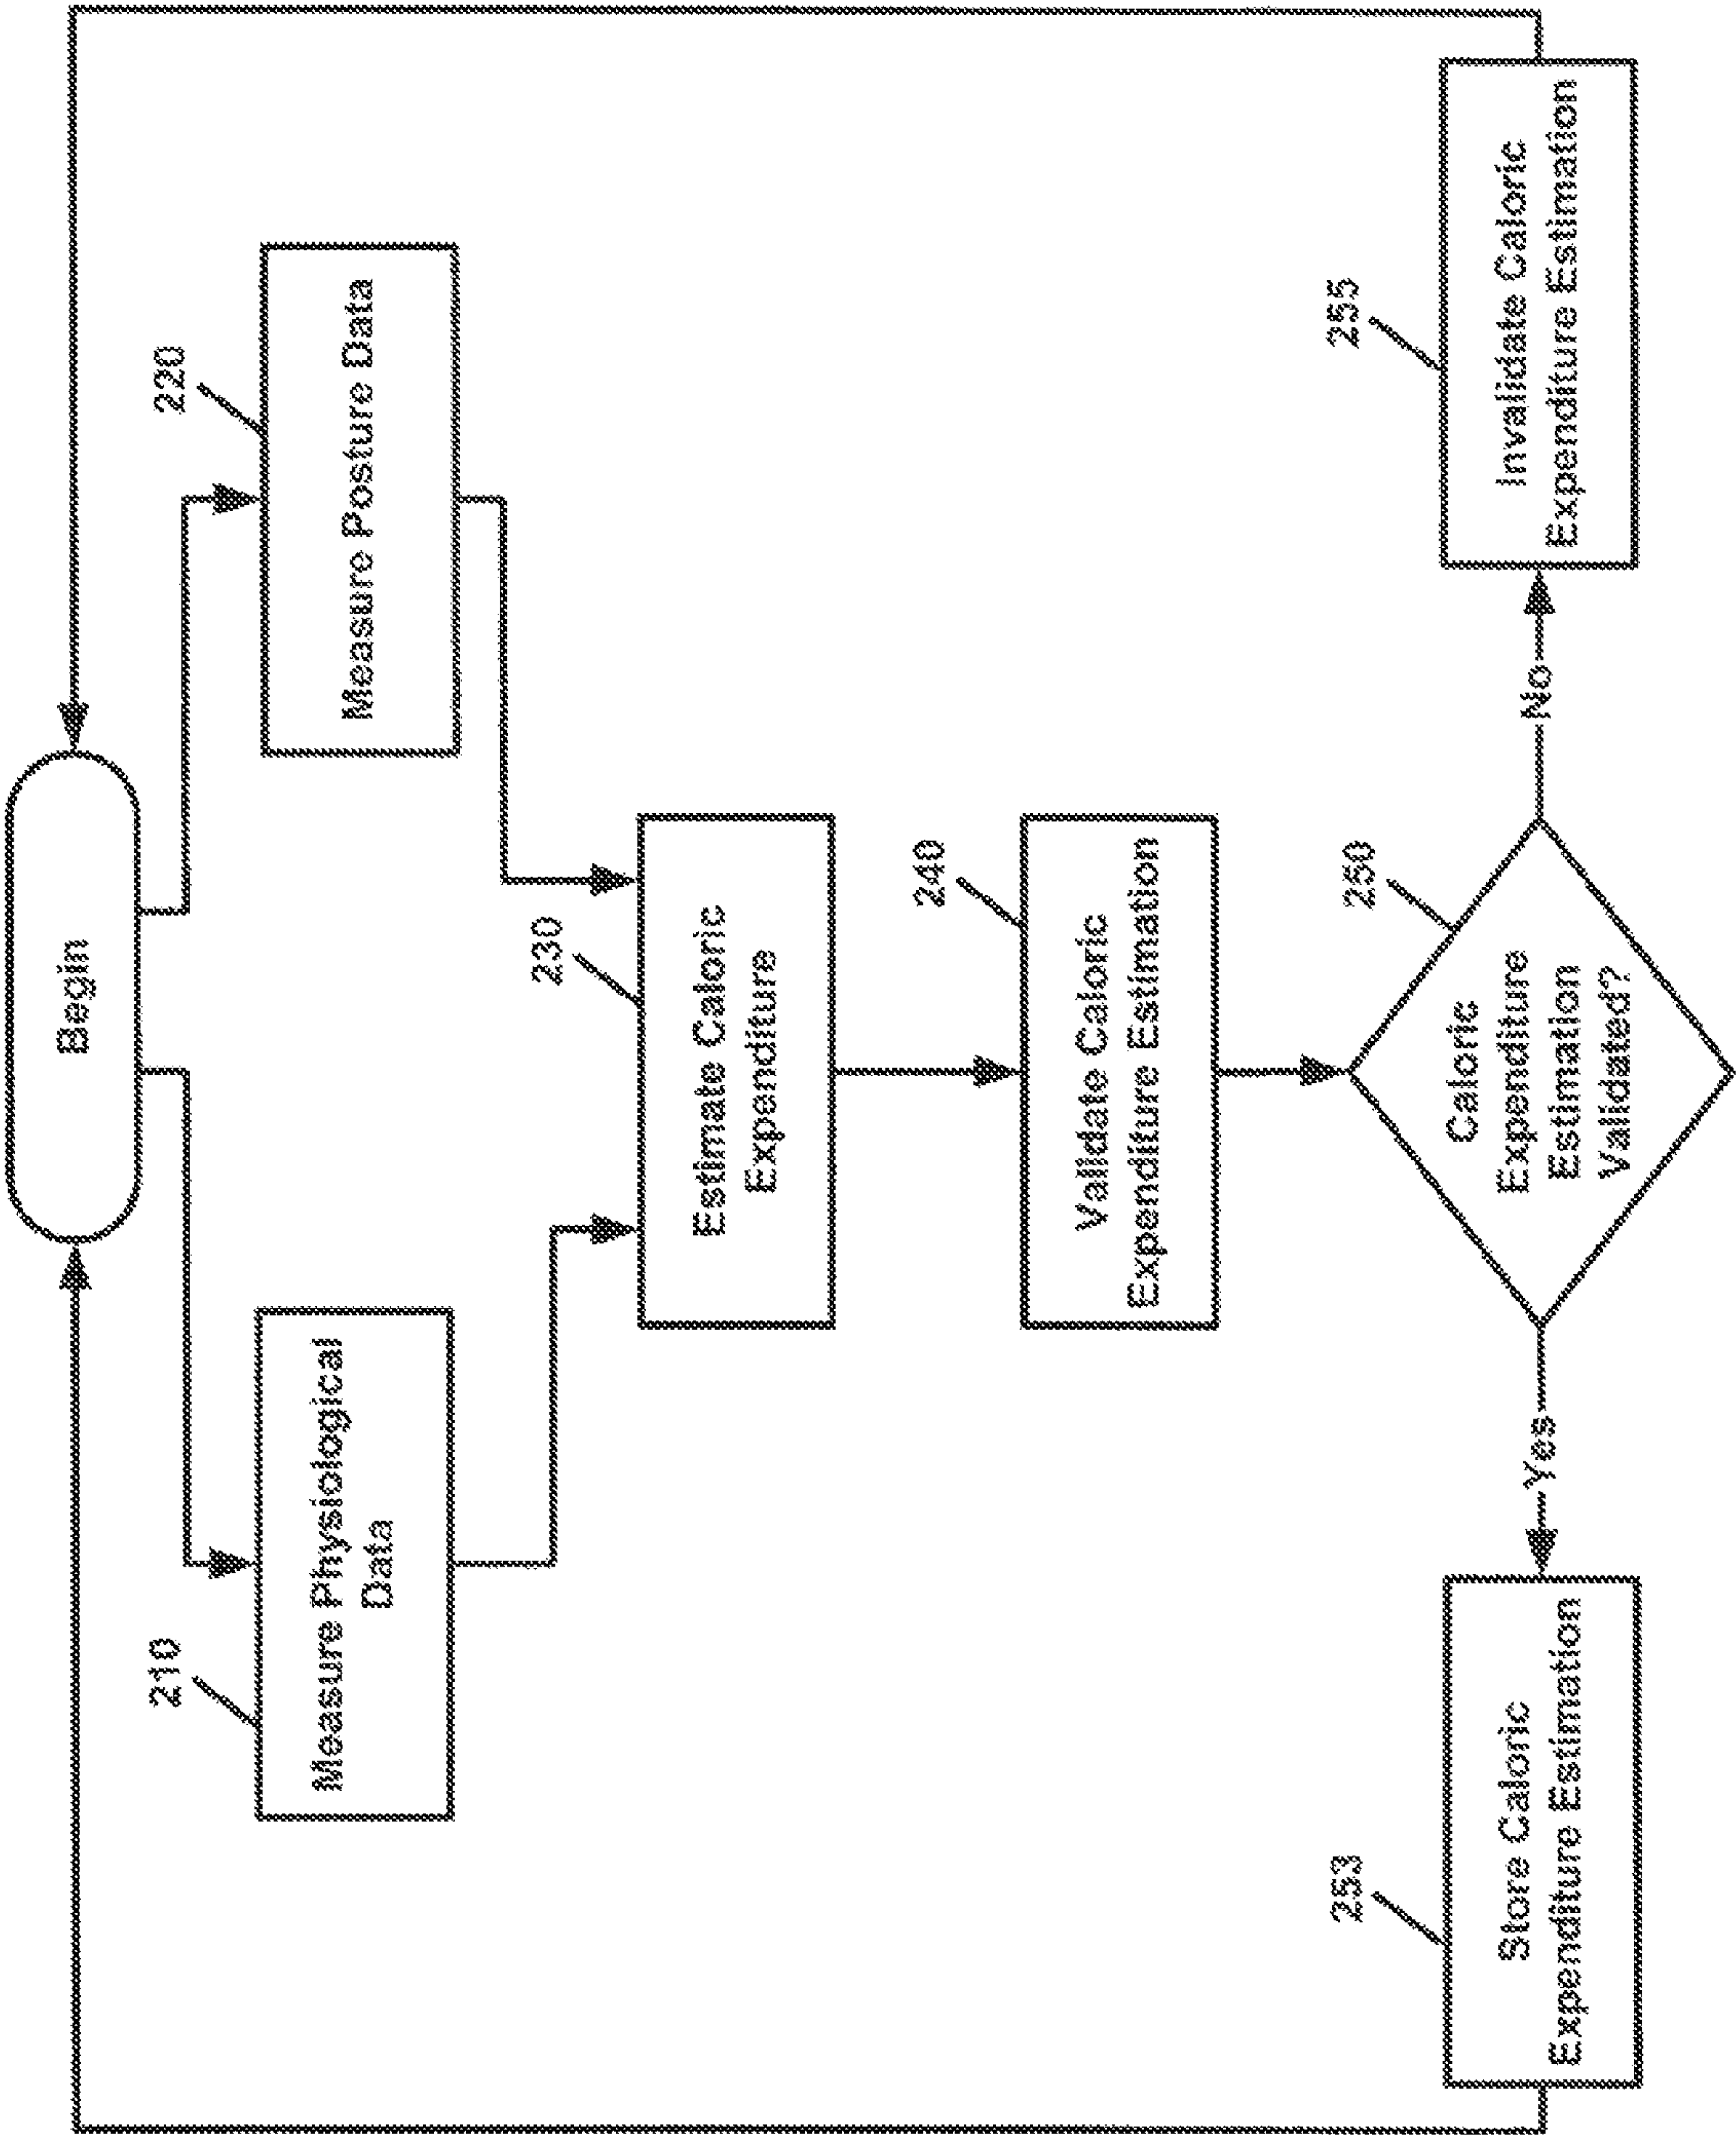 Begin
210
Measure Physiological
Data
220
Measure Posture Data
230
Estimate Caloric
Expenditure
240
Validate Caloric
Expenditure Estimation
250
Caloric
Expenditure
Estimation
Validated?
Yes
No
253
Store Caloric
Expenditure Estimation
255
Invalidate Caloric
Expenditure Estimation